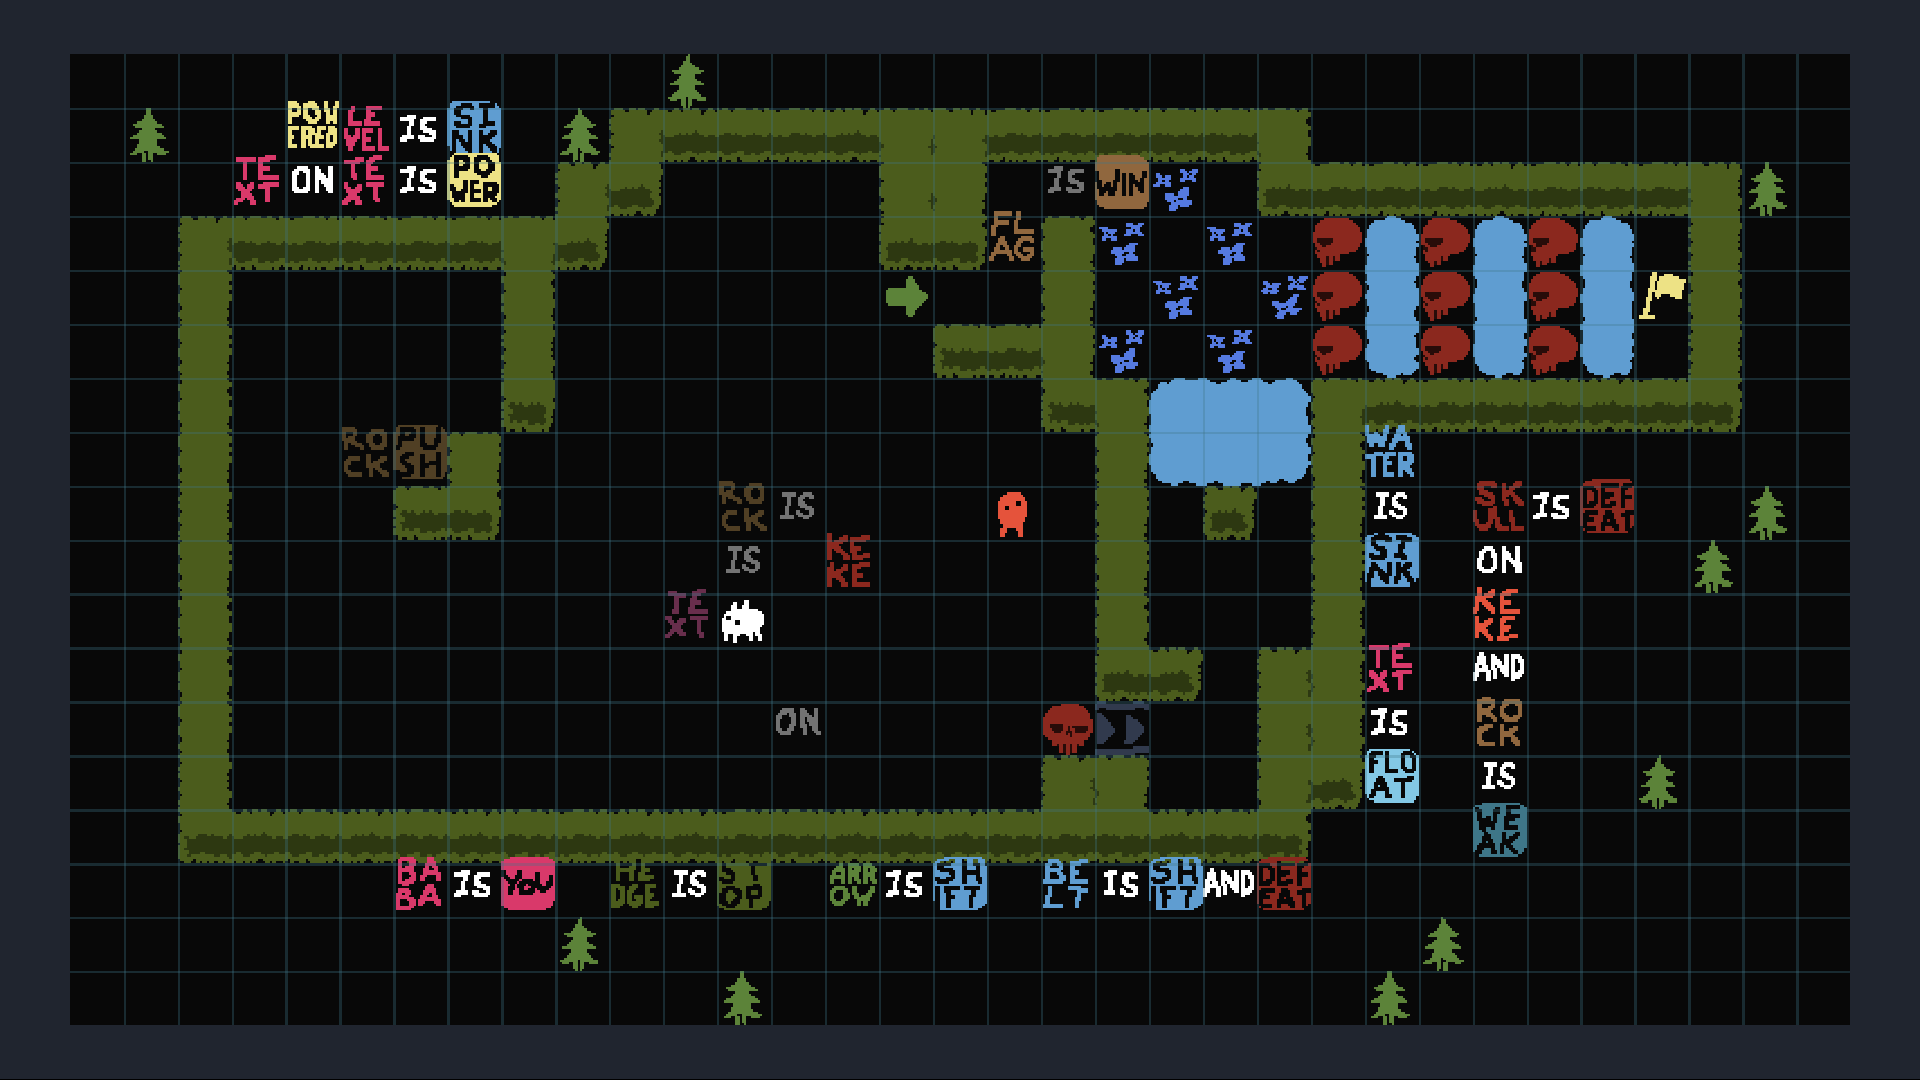 POWERED LEVEL IS SINK
TEXT ON TEXT IS POWER
IS WIN
FLAG
ROCK PUSH
WATER
ROCK IS
IS
SKULL IS DEFEAT
IS
KEKE
SINK
ON
TEXT
KEKE
TEXT
AND
ON
IS
ROCK
FLOAT
IS
WEAK
BABA IS YOU
HEDGE IS STOP
ARROW IS SHIFT
BELT IS SHIFT AND DEFEAT